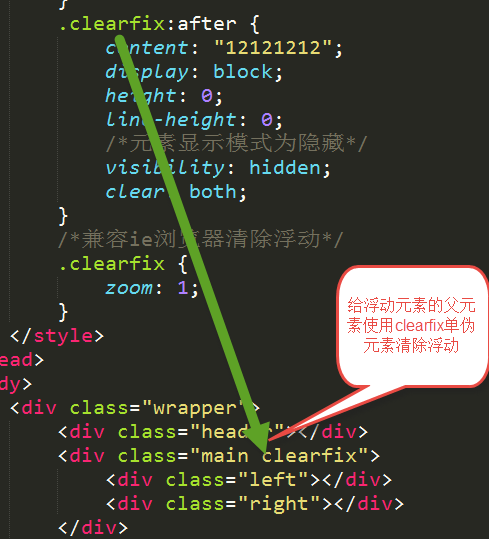 }
.clearfix:after {
content: "12121212";
display: block;
height: 0;
line-height: 0;
/*元素显示模式为隐藏*/
visibility: hidden;
clear: both;
}
/*兼容ie浏览器清除浮动*/
.clearfix {
zoom: 1;
}
</style>
ead>
dy>
<div class="wrapper">
<div class="header"></div>
<div class="main clearfix">
<div class="left"></div>
<div class="right"></div>
</div>
给浮动元素的父元
素使用clearfix单伪
元素清除浮动